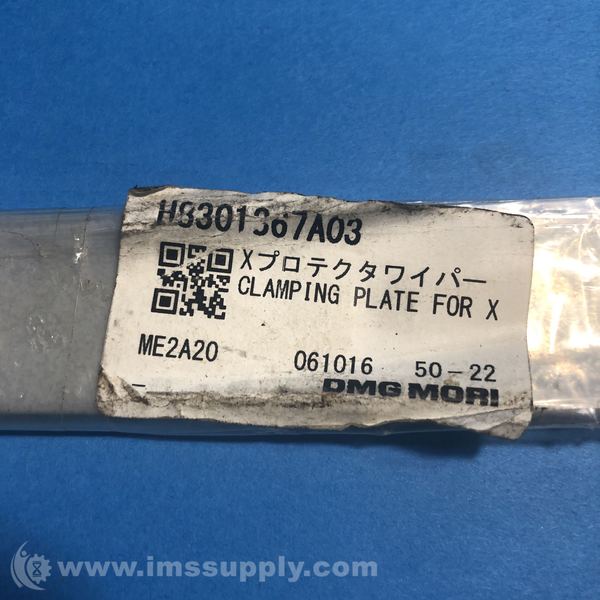 H3301367A03
Xプロテクタワイパー
CLAMPING PLATE FOR X
ME2A20 061016 50-22
-
DMG MORI
www.imssupply.com